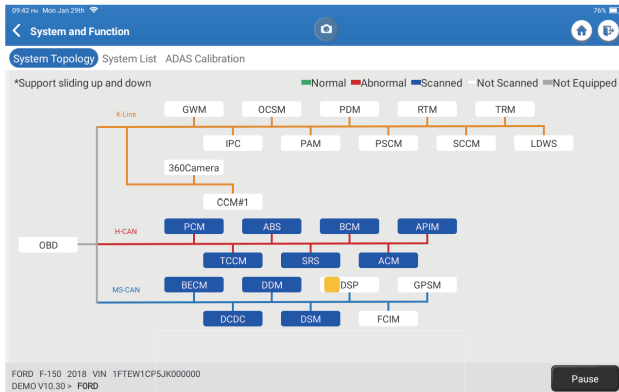 09:42 PM Mon Jan 29th 76%
System and Function
System Topology System List ADAS Calibration
*Support sliding up and down Normal Abnormal Scanned Not Scanned Not Equipped
K-Line GWM OCSM PDM RTM TRM
IPC PAM PSCM SCCM LDWS
360Camera
CCM#1
H-CAN PCM ABS BCM APIM
OBD
TCCM SRS ACM
MS-CAN BECM DDM DSP GPSM
DCDC DSM FCIM
FORD F-150 2018 VIN 1FTEW1CP5JK000000
DEMO V10.30 > FORD
Pause